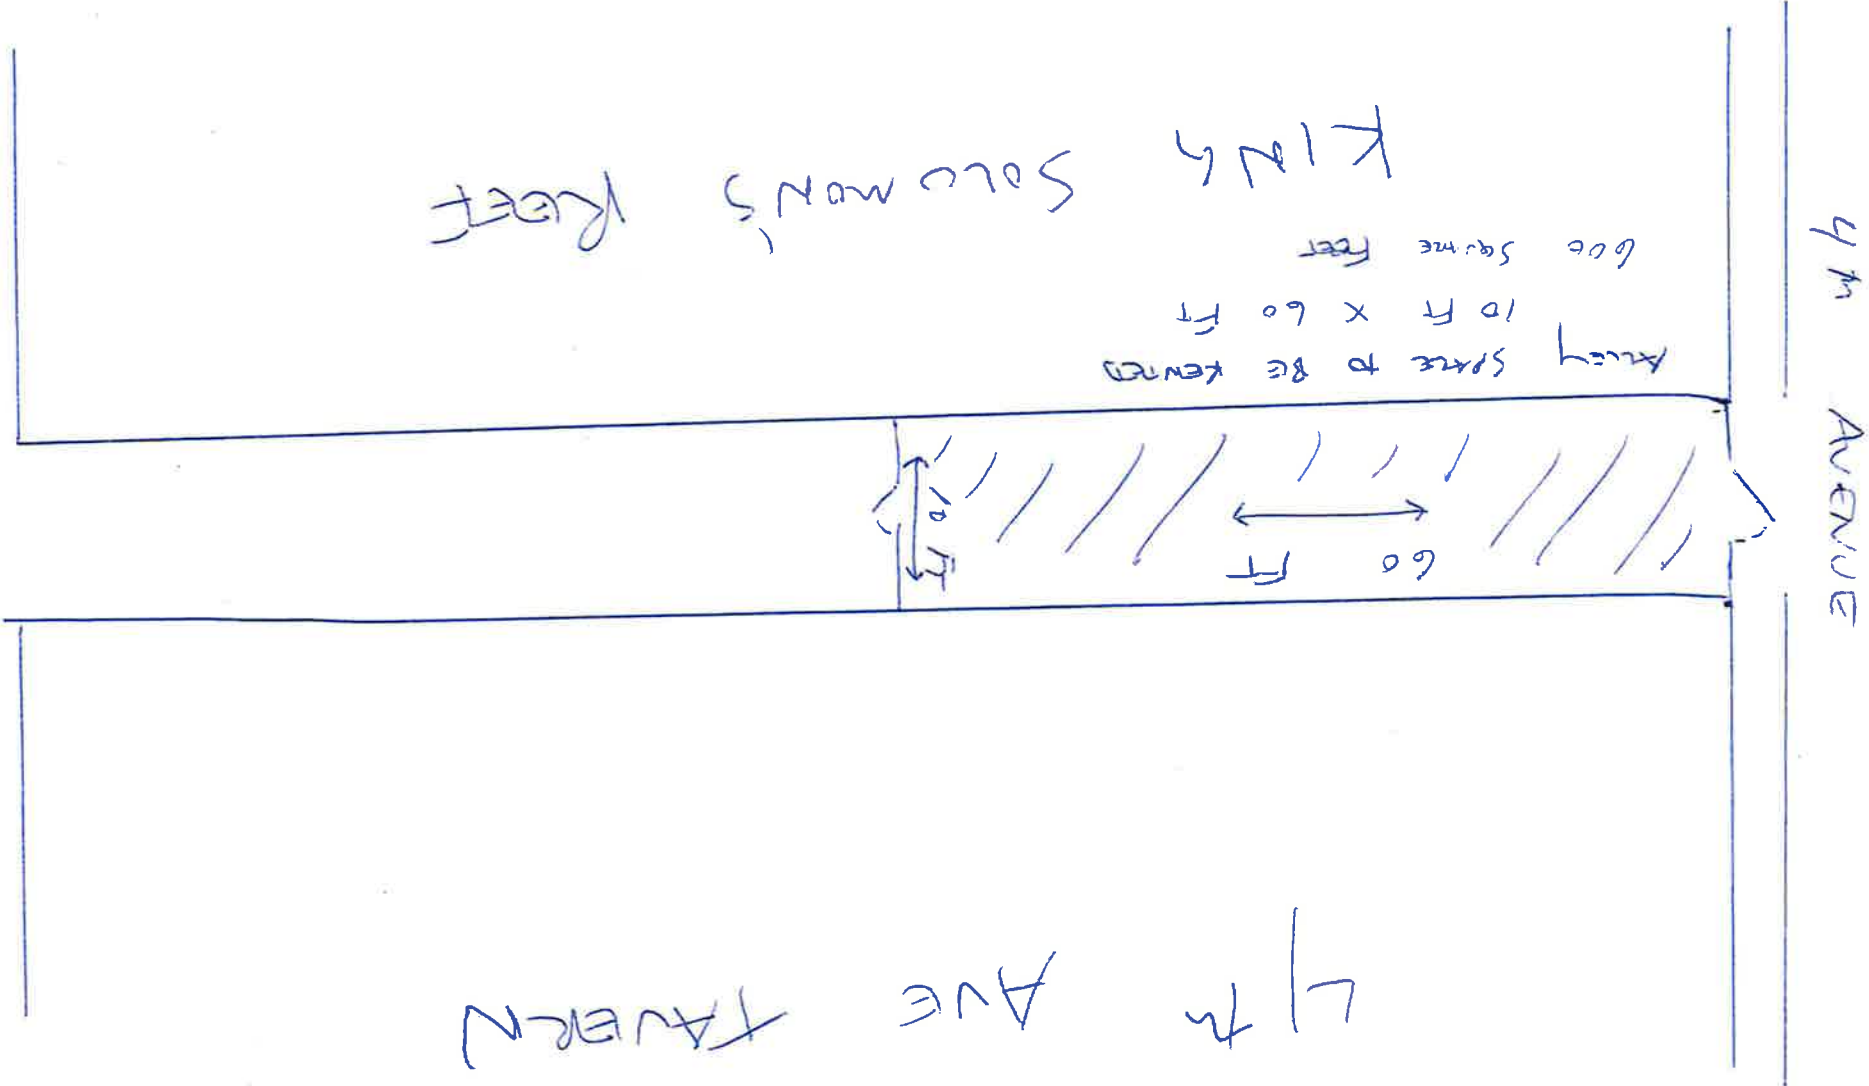 4th AVE TAVERN
60 FT
10 FT
ALLEY SPACE TO BE RENTED
10 FT X 60 FT
600 SQUARE FEET
KING SOLOMON'S REEF
4th AVENUE